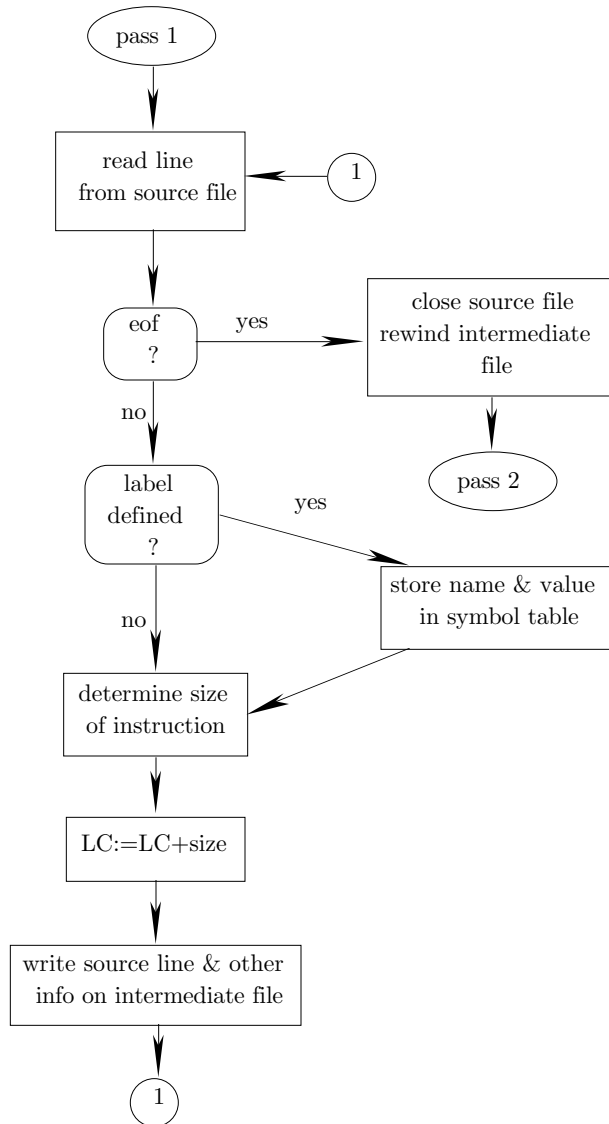 pass 1
read line
from source file
1
eof
?
yes
close source file
rewind intermediate
file
no
pass 2
label
defined
?
yes
store name & value
in symbol table
no
determine size
of instruction
LC:=LC+size
write source line & other
info on intermediate file
1